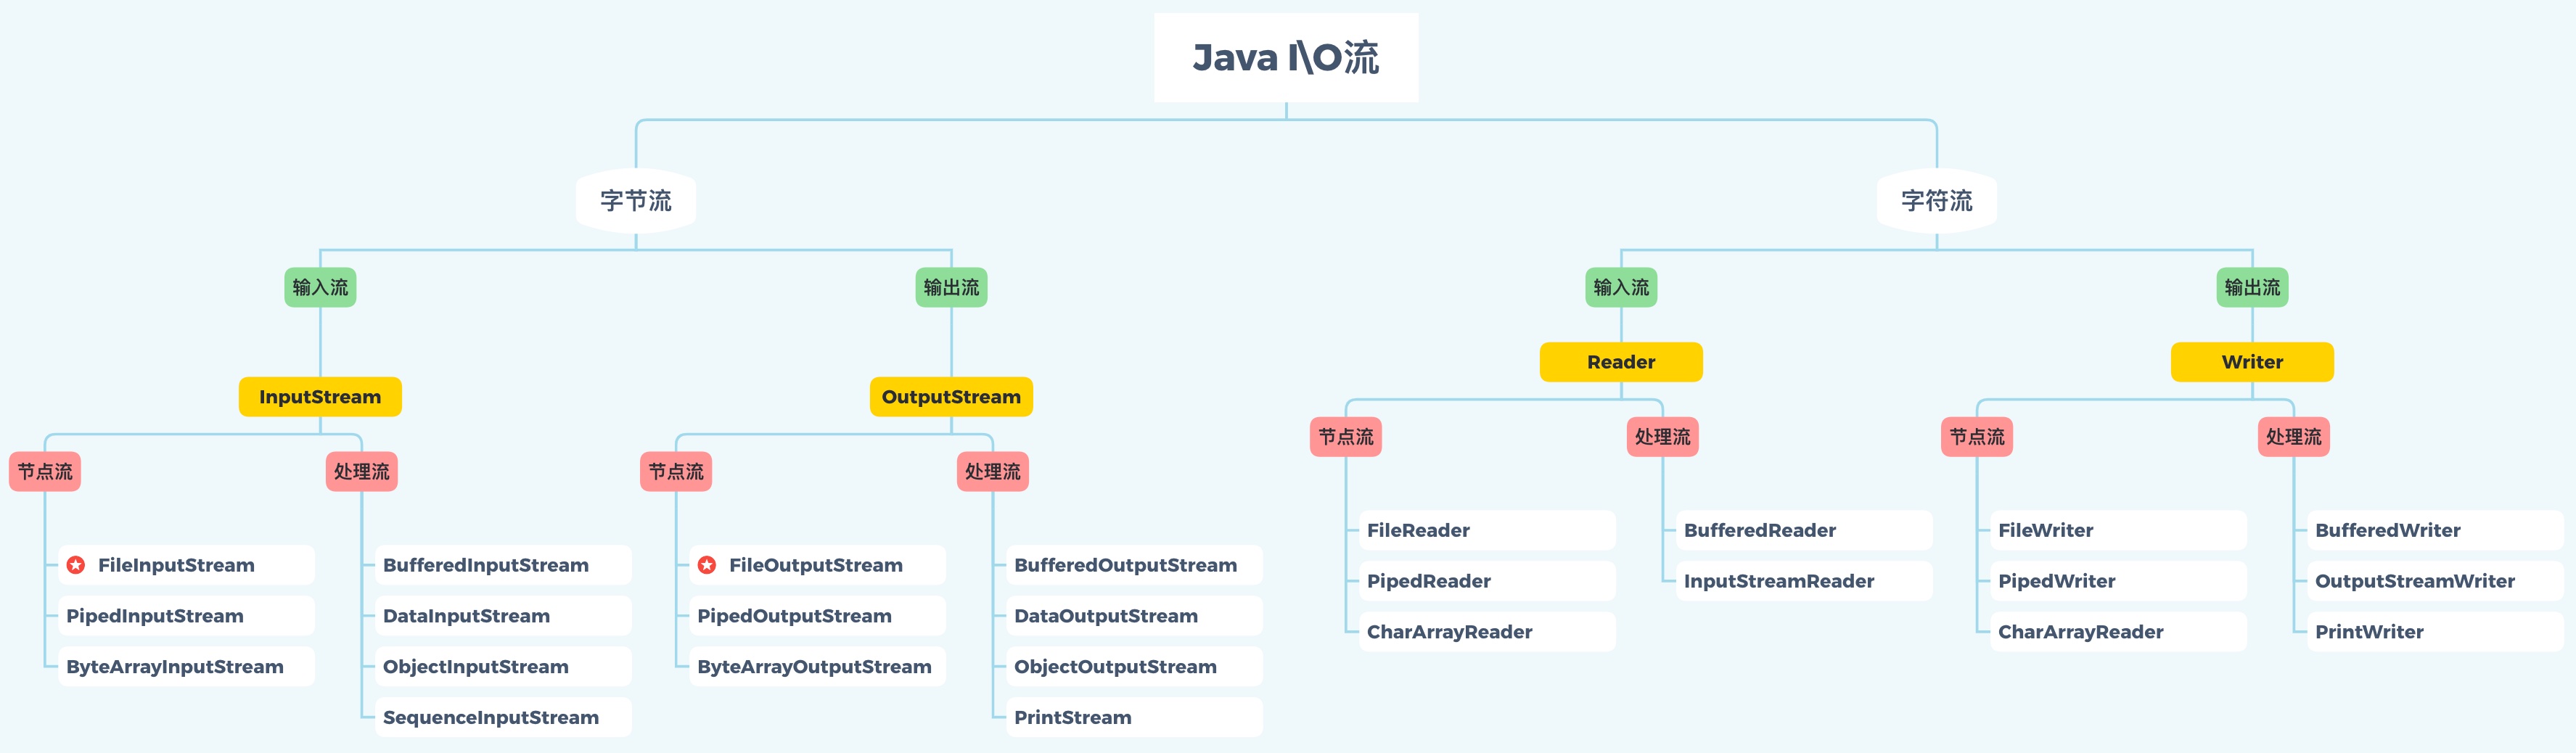 Java I\O流
字节流
字符流
输入流
输出流
输入流
输出流
InputStream
OutputStream
Reader
Writer
节点流
处理流
节点流
处理流
节点流
处理流
节点流
处理流
FileInputStream
PipedInputStream
ByteArrayInputStream
BufferedInputStream
DataInputStream
ObjectInputStream
SequenceInputStream
FileOutputStream
PipedOutputStream
ByteArrayOutputStream
BufferedOutputStream
DataOutputStream
ObjectOutputStream
PrintStream
FileReader
PipedReader
CharArrayReader
BufferedReader
InputStreamReader
FileWriter
PipedWriter
CharArrayReader
BufferedWriter
OutputStreamWriter
PrintWriter